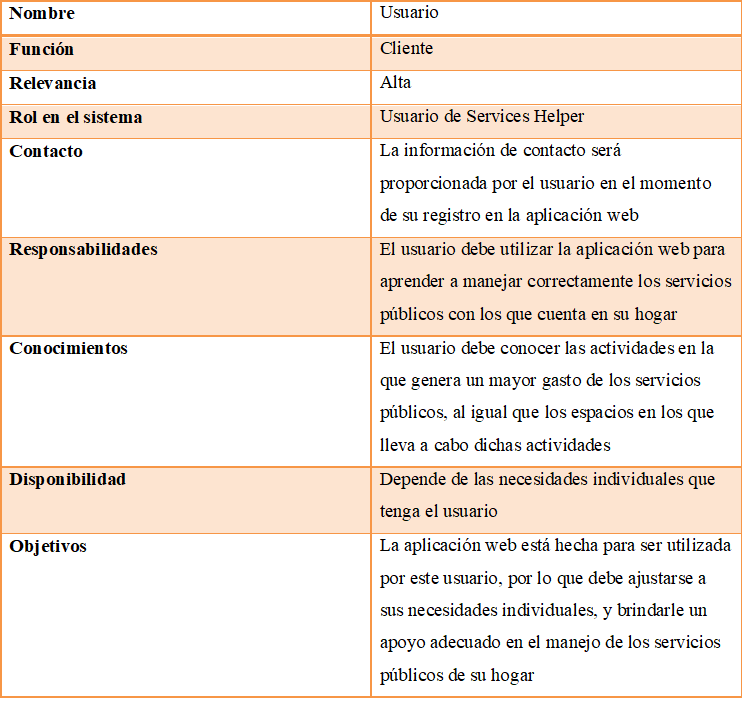 Nombre
Usuario
Función
Cliente
Relevancia
Alta
Rol en el sistema
Usuario de Services Helper
Contacto
La información de contacto será
proporcionada por el usuario en el momento
de su registro en la aplicación web
Responsabilidades
El usuario debe utilizar la aplicación web para
aprender a manejar correctamente los servicios
públicos con los que cuenta en su hogar
Conocimientos
El usuario debe conocer las actividades en la
que genera un mayor gasto de los servicios
públicos, al igual que los espacios en los que
lleva a cabo dichas actividades
Disponibilidad
Depende de las necesidades individuales que
tenga el usuario
Objetivos
La aplicación web está hecha para ser utilizada
por este usuario, por lo que debe ajustarse a
sus necesidades individuales, y brindarle un
apoyo adecuado en el manejo de los servicios
públicos de su hogar